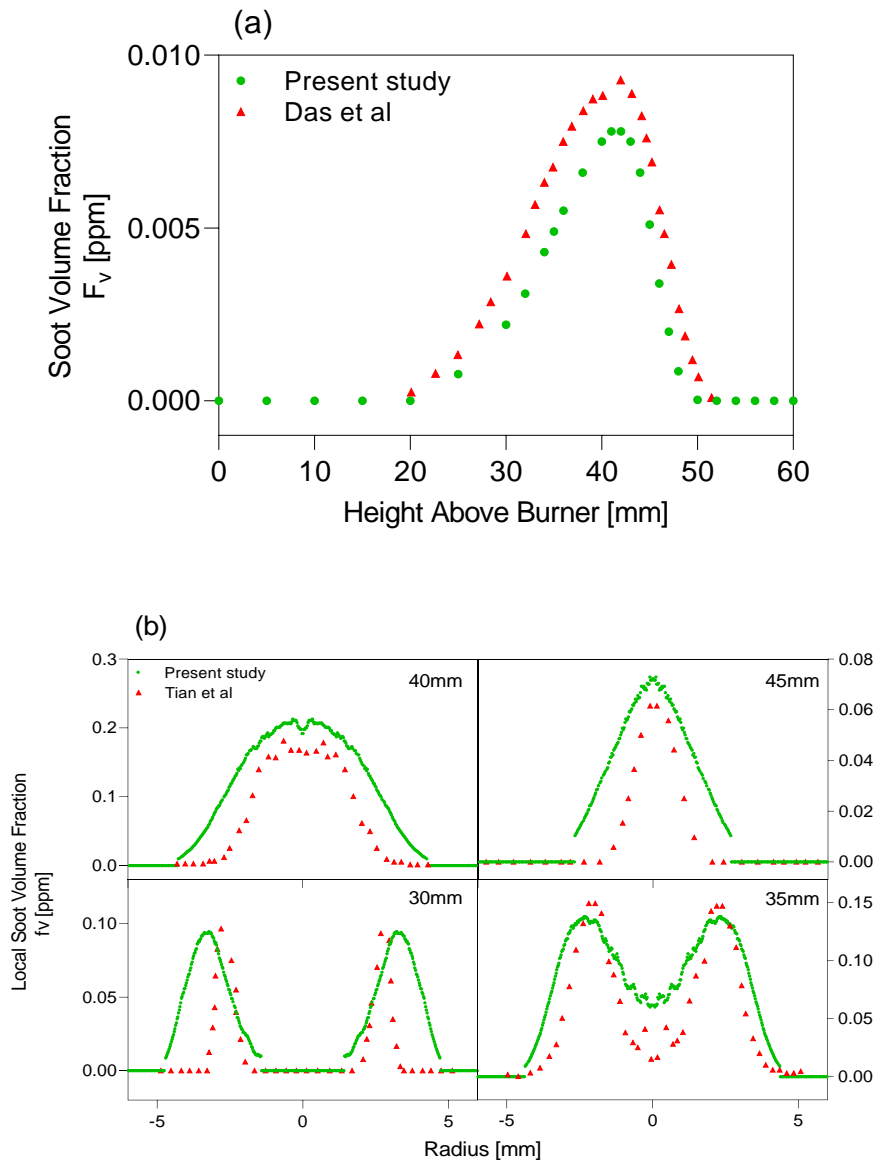 (a)
0.010
Present study
Das et al
0.005
0.000
Soot Volume Fraction
Fv [ppm]
0 10 20 30 40 50 60
Height Above Burner [mm]
(b)
0.3 0.08
Present study 40mm 45mm
Tian et al
0.2 0.06
0.04
0.1
0.02
0.0 0.00
Local Soot Volume Fraction
fv [ppm]
30mm 35mm
0.10 0.15
0.10
0.05
0.05
0.00 0.00
-5 0 5 -5 0 5
Radius [mm]